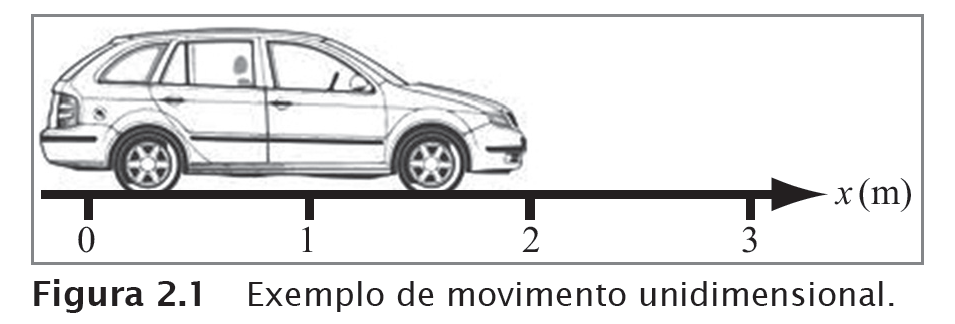 x (m)
0 1 2 3
Figura 2.1 Exemplo de movimento unidimensional.